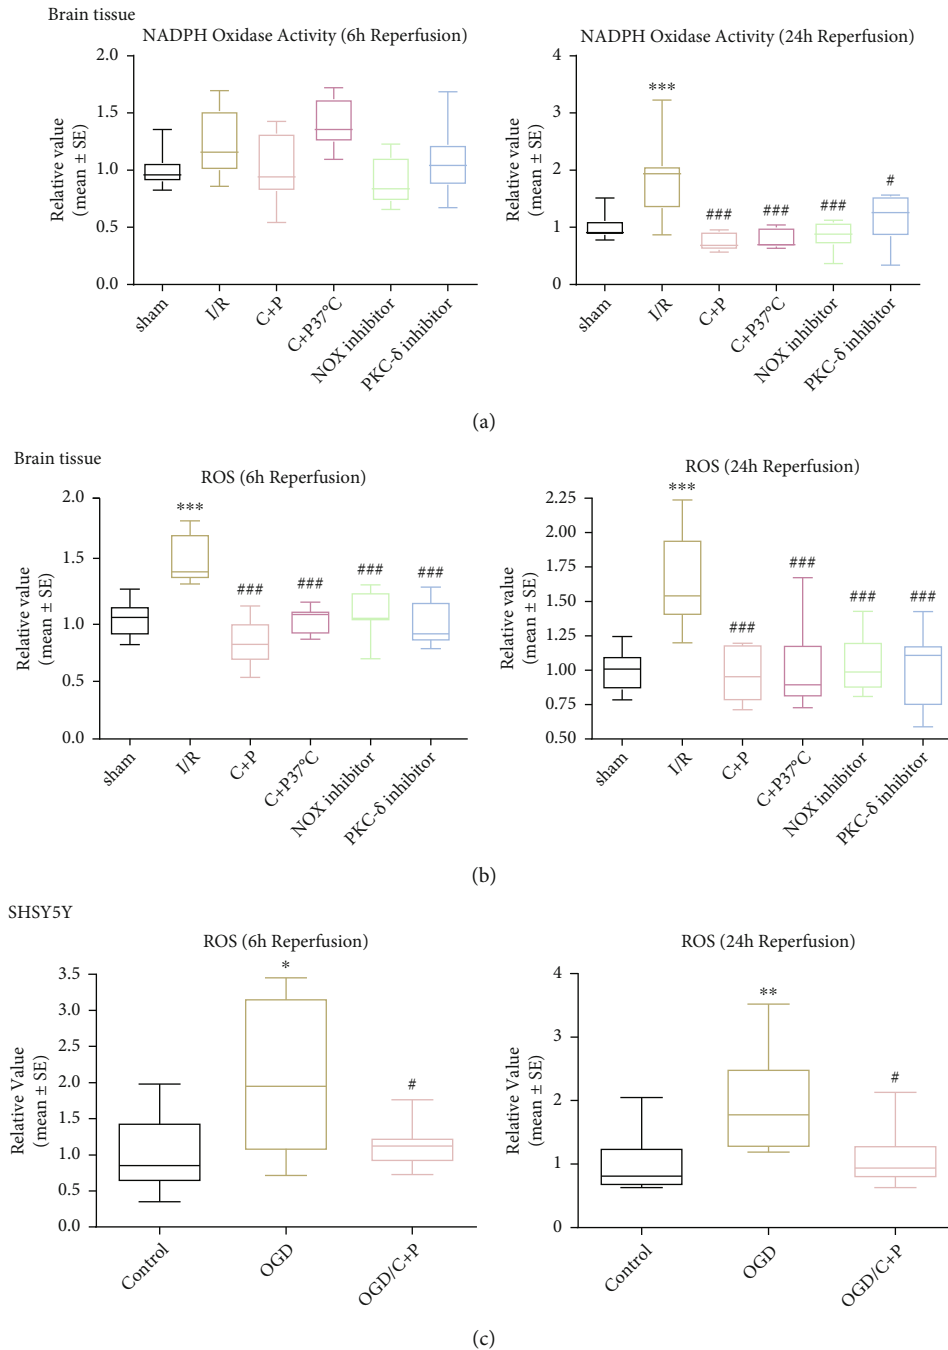 Brain tissue
NADPH Oxidase Activity (6h Reperfusion)
NADPH Oxidase Activity (24h Reperfusion)
Relative value
(mean ± SE)
2.0
1.5
1.0
0.5
0.0
sham
I/R
C+P
C+P37°C
NOX inhibitor
PKC-δ inhibitor
Relative value
(mean ± SE)
4
3
2
1
0
***
###
###
###
#
sham
I/R
C+P
C+P37°C
NOX inhibitor
PKC-δ inhibitor
(a)
Brain tissue
ROS (6h Reperfusion)
ROS (24h Reperfusion)
Relative value
(mean ± SE)
2.0
1.5
1.0
0.5
0.0
***
###
###
###
###
sham
I/R
C+P
C+P37°C
NOX inhibitor
PKC-δ inhibitor
Relative value
(mean ± SE)
2.25
2.00
1.75
1.50
1.25
1.00
0.75
0.50
***
###
###
###
###
sham
I/R
C+P
C+P37°C
NOX inhibitor
PKC-δ inhibitor
(b)
SHSY5Y
ROS (6h Reperfusion)
ROS (24h Reperfusion)
Relative Value
(mean ± SE)
3.5
3.0
2.5
2.0
1.5
1.0
0.5
0.0
*
#
Control
OGD
OGD/C+P
Relative Value
(mean ± SE)
4
3
2
1
0
**
#
Control
OGD
OGD/C+P
(c)